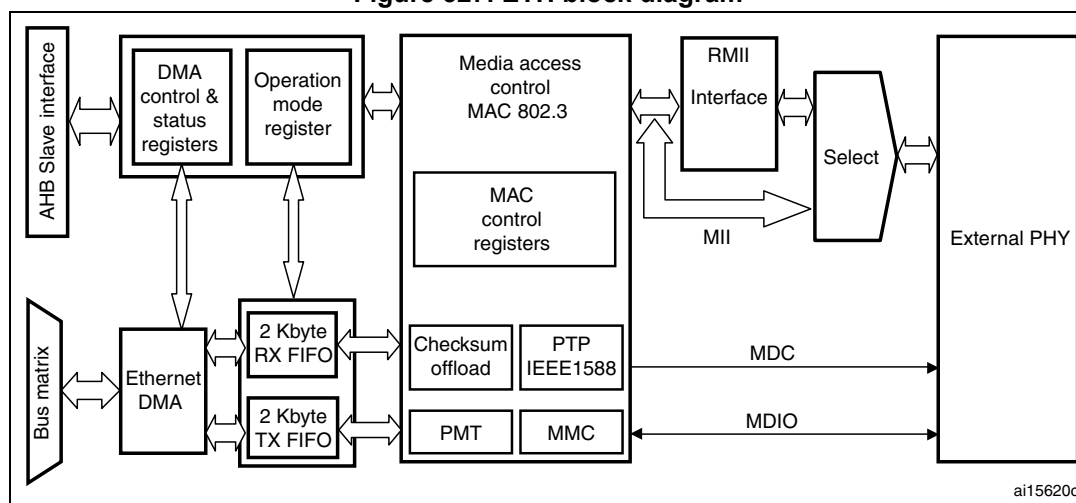 AHB Slave interface
DMA
control &
status
registers
Operation
mode
register
Media access
control
MAC 802.3
RMII
Interface
Select
External PHY
MAC
control
registers
MII
Bus matrix
Ethernet
DMA
2 Kbyte
RX FIFO
2 Kbyte
TX FIFO
Checksum
offload
PTP
IEEE1588
PMT
MMC
MDC
MDIO